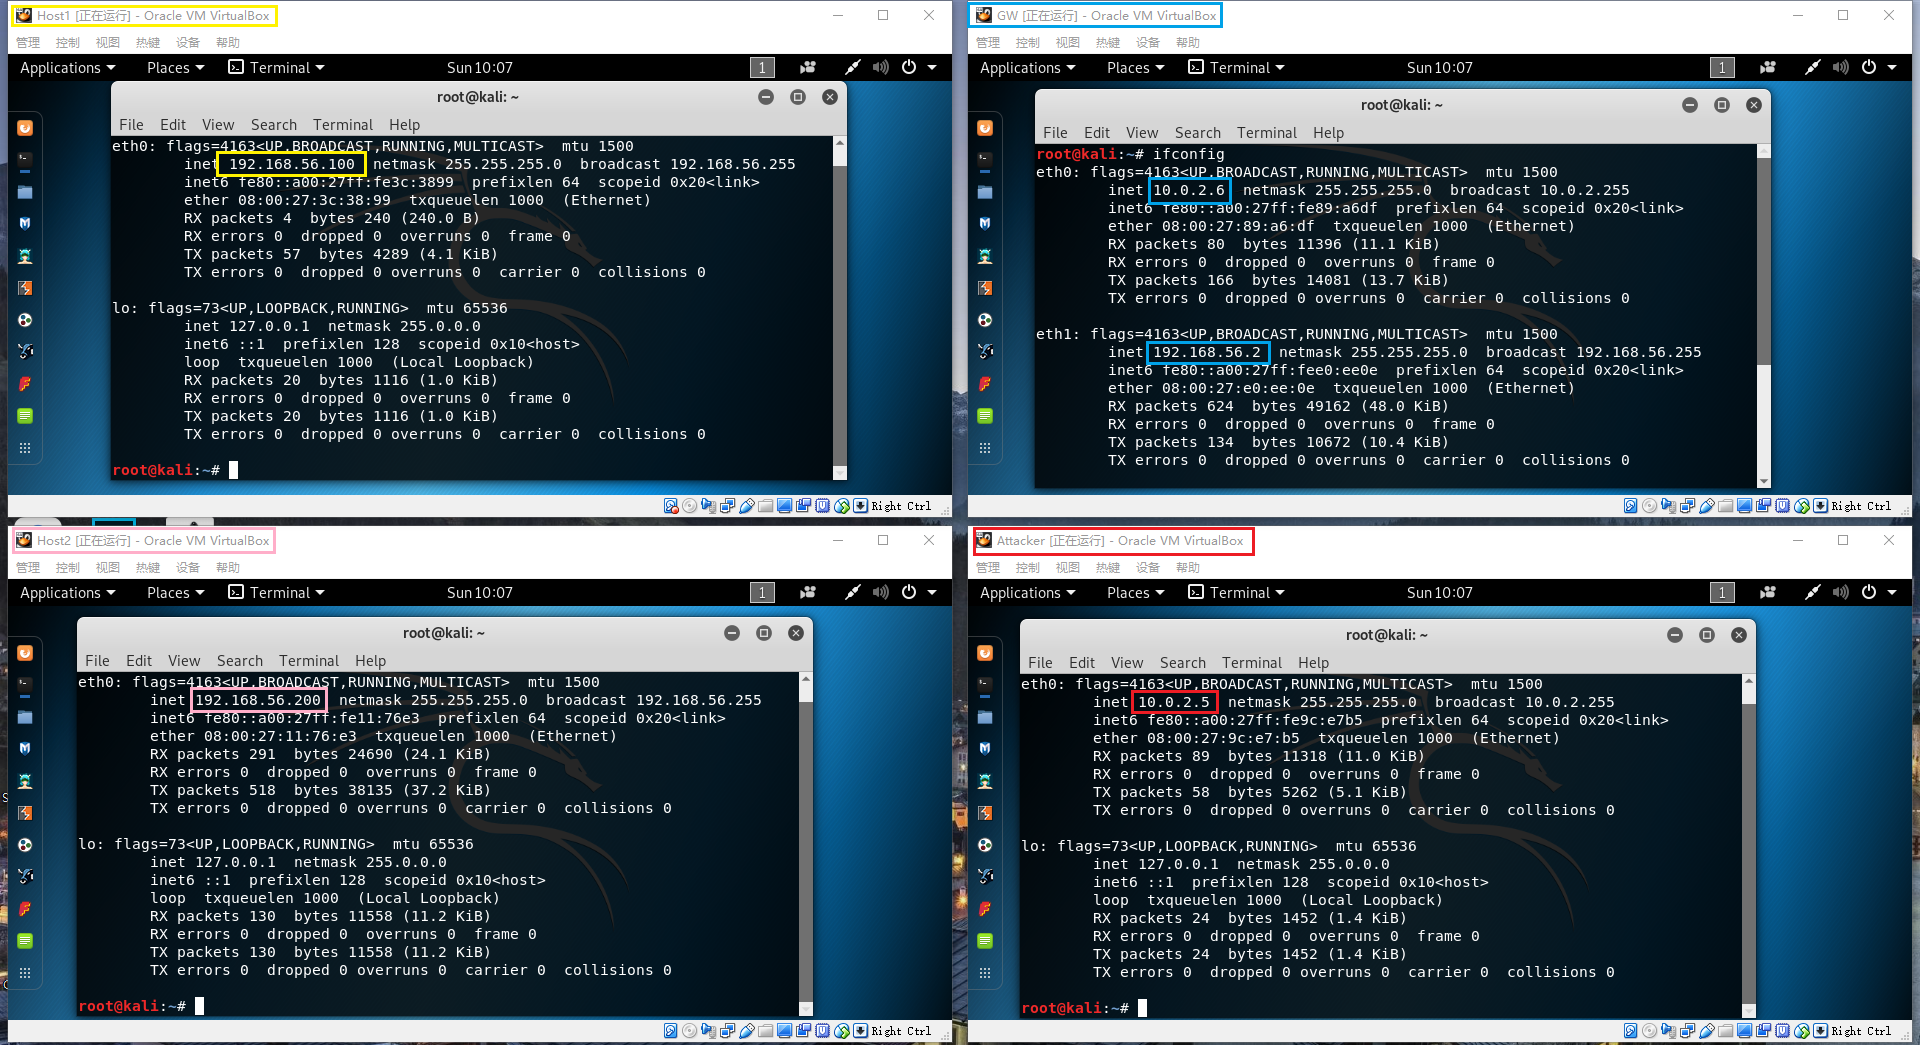 Host1 [正在运行] - Oracle VM VirtualBox
管理 控制 视图 热键 设备 帮助
Applications Places Terminal Sun 10:07 1
root@kali: ~
File Edit View Search Terminal Help
eth0: flags=4163<UP,BROADCAST,RUNNING,MULTICAST> mtu 1500
inet 192.168.56.100 netmask 255.255.255.0 broadcast 192.168.56.255
inet6 fe80::a00:27ff:fe3c:3899 prefixlen 64 scopeid 0x20<link>
ether 08:00:27:3c:38:99 txqueuelen 1000 (Ethernet)
RX packets 4 bytes 240 (240.0 B)
RX errors 0 dropped 0 overruns 0 frame 0
TX packets 57 bytes 4289 (4.1 KiB)
TX errors 0 dropped 0 overruns 0 carrier 0 collisions 0
lo: flags=73<UP,LOOPBACK,RUNNING> mtu 65536
inet 127.0.0.1 netmask 255.0.0.0
inet6 ::1 prefixlen 128 scopeid 0x10<host>
loop txqueuelen 1000 (Local Loopback)
RX packets 20 bytes 1116 (1.0 KiB)
RX errors 0 dropped 0 overruns 0 frame 0
TX packets 20 bytes 1116 (1.0 KiB)
TX errors 0 dropped 0 overruns 0 carrier 0 collisions 0
root@kali:~#
Right Ctrl
GW [正在运行] - Oracle VM VirtualBox
管理 控制 视图 热键 设备 帮助
Applications Places Terminal Sun 10:07 1
root@kali: ~
File Edit View Search Terminal Help
root@kali:~# ifconfig
eth0: flags=4163<UP,BROADCAST,RUNNING,MULTICAST> mtu 1500
inet 10.0.2.6 netmask 255.255.255.0 broadcast 10.0.2.255
inet6 fe80::a00:27ff:fe89:a6df prefixlen 64 scopeid 0x20<link>
ether 08:00:27:89:a6:df txqueuelen 1000 (Ethernet)
RX packets 80 bytes 11396 (11.1 KiB)
RX errors 0 dropped 0 overruns 0 frame 0
TX packets 166 bytes 14081 (13.7 KiB)
TX errors 0 dropped 0 overruns 0 carrier 0 collisions 0
eth1: flags=4163<UP,BROADCAST,RUNNING,MULTICAST> mtu 1500
inet 192.168.56.2 netmask 255.255.255.0 broadcast 192.168.56.255
inet6 fe80::a00:27ff:fee0:ee0e prefixlen 64 scopeid 0x20<link>
ether 08:00:27:e0:ee:0e txqueuelen 1000 (Ethernet)
RX packets 624 bytes 49162 (48.0 KiB)
RX errors 0 dropped 0 overruns 0 frame 0
TX packets 134 bytes 10672 (10.4 KiB)
TX errors 0 dropped 0 overruns 0 carrier 0 collisions 0
Right Ctrl
Host2 [正在运行] - Oracle VM VirtualBox
管理 控制 视图 热键 设备 帮助
Applications Places Terminal Sun 10:07 1
root@kali: ~
File Edit View Search Terminal Help
eth0: flags=4163<UP,BROADCAST,RUNNING,MULTICAST> mtu 1500
inet 192.168.56.200 netmask 255.255.255.0 broadcast 192.168.56.255
inet6 fe80::a00:27ff:fe11:76e3 prefixlen 64 scopeid 0x20<link>
ether 08:00:27:11:76:e3 txqueuelen 1000 (Ethernet)
RX packets 291 bytes 24690 (24.1 KiB)
RX errors 0 dropped 0 overruns 0 frame 0
TX packets 518 bytes 38135 (37.2 KiB)
TX errors 0 dropped 0 overruns 0 carrier 0 collisions 0
lo: flags=73<UP,LOOPBACK,RUNNING> mtu 65536
inet 127.0.0.1 netmask 255.0.0.0
inet6 ::1 prefixlen 128 scopeid 0x10<host>
loop txqueuelen 1000 (Local Loopback)
RX packets 130 bytes 11558 (11.2 KiB)
RX errors 0 dropped 0 overruns 0 frame 0
TX packets 130 bytes 11558 (11.2 KiB)
TX errors 0 dropped 0 overruns 0 carrier 0 collisions 0
root@kali:~#
Right Ctrl
Attacker [正在运行] - Oracle VM VirtualBox
管理 控制 视图 热键 设备 帮助
Applications Places Terminal Sun 10:07 1
root@kali: ~
File Edit View Search Terminal Help
eth0: flags=4163<UP,BROADCAST,RUNNING,MULTICAST> mtu 1500
inet 10.0.2.5 netmask 255.255.255.0 broadcast 10.0.2.255
inet6 fe80::a00:27ff:fe9c:e7b5 prefixlen 64 scopeid 0x20<link>
ether 08:00:27:9c:e7:b5 txqueuelen 1000 (Ethernet)
RX packets 89 bytes 11318 (11.0 KiB)
RX errors 0 dropped 0 overruns 0 frame 0
TX packets 58 bytes 5262 (5.1 KiB)
TX errors 0 dropped 0 overruns 0 carrier 0 collisions 0
lo: flags=73<UP,LOOPBACK,RUNNING> mtu 65536
inet 127.0.0.1 netmask 255.0.0.0
inet6 ::1 prefixlen 128 scopeid 0x10<host>
loop txqueuelen 1000 (Local Loopback)
RX packets 24 bytes 1452 (1.4 KiB)
RX errors 0 dropped 0 overruns 0 frame 0
TX packets 24 bytes 1452 (1.4 KiB)
TX errors 0 dropped 0 overruns 0 carrier 0 collisions 0
root@kali:~#
Right Ctrl